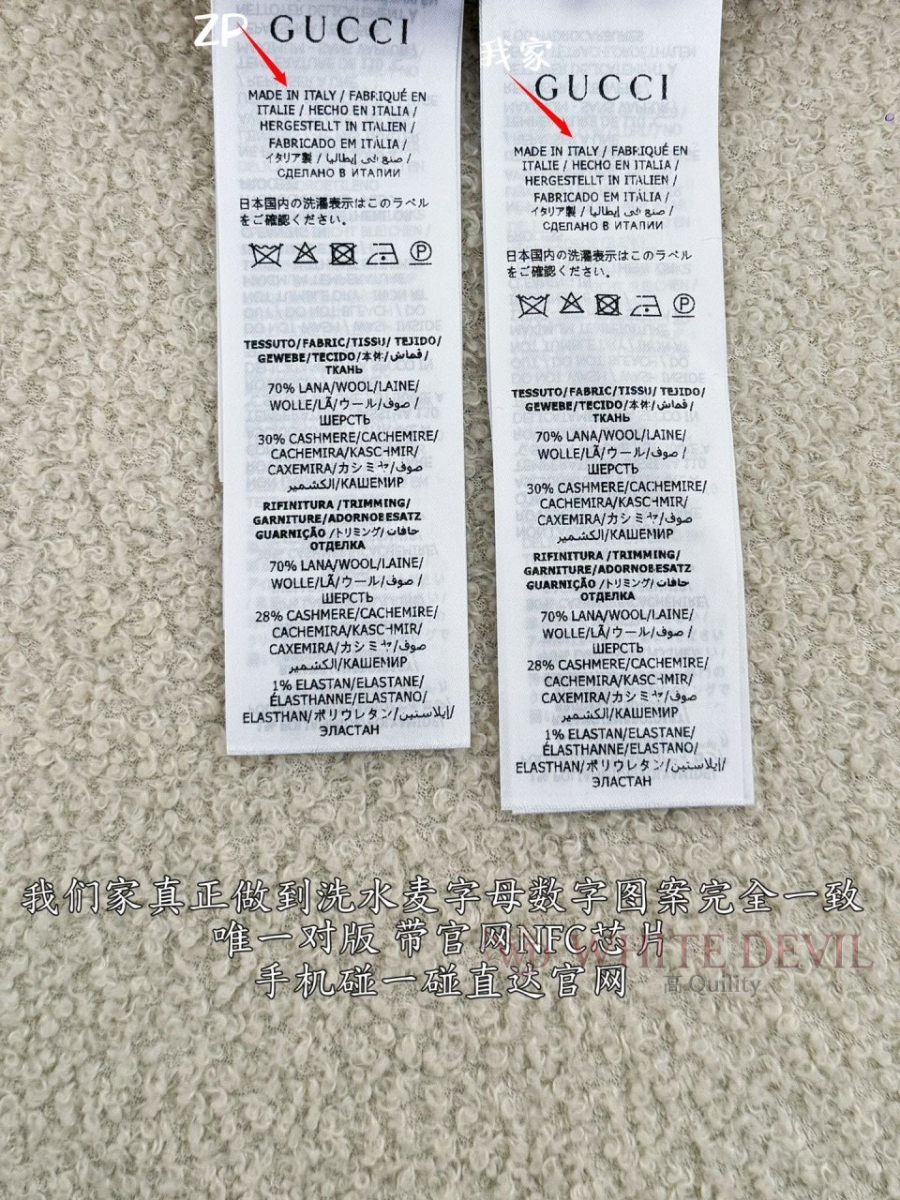 ZP
GUCCI
MADE IN ITALY / FABRIQUÉ EN
ITALIE / HECHO EN ITALIA /
HERGESTELLT IN ITALIEN /
FABRICADO EM ITÁLIA /
イタリア製 / صنع في إيطاليا /
СДЕЛАНО В ИТАЛИИ
日本国内の洗濯表示はこのラベル
をご確認ください。
P
TESSUTO/FABRIC/TISSU/ TEJIDO/
GEWEBE/TECIDO/本体/قماش/
ТКАНЬ
70% LANA/WOOL/LAINE/
WOLLE/LÃ/ウール/صوف /
ШЕРСТЬ
30% CASHMERE/CACHEMIRE/
CACHEMIRA/KASCHMIR/
CAXEMIRA/カシミヤ/صوف
الكشمير/КАШЕМИР
RIFINITURA /TRIMMING/
GARNITURE/ADORNOBESATZ
GUARNIÇÃO /トリミング/ حافات/
ОТДЕЛКА
70% LANA/WOOL/LAINE/
WOLLE/LÃ/ウール/صوف /
ШЕРСТЬ
28% CASHMERE/CACHEMIRE/
CACHEMIRA/KASCHMIR/
CAXEMIRA/カシミヤ/صوف
الكشمير/КАШЕМИР
1% ELASTAN/ELASTANE/
ÉLASTHANNE/ELASTANO/
ELASTHAN/ポリウレタン/إيلاستين/
ЭЛАСТАН
我家
GUCCI
MADE IN ITALY / FABRIQUÉ EN
ITALIE / HECHO EN ITALIA /
HERGESTELLT IN ITALIEN /
FABRICADO EM ITÁLIA /
イタリア製 / صنع في إيطاليا /
СДЕЛАНО В ИТАЛИИ
日本国内の洗濯表示はこのラベル
をご確認ください。
P
TESSUTO/FABRIC/TISSU/ TEJIDO/
GEWEBE/TECIDO/本体/قماش/
ТКАНЬ
70% LANA/WOOL/LAINE/
WOLLE/LÃ/ウール/صوف /
ШЕРСТЬ
30% CASHMERE/CACHEMIRE/
CACHEMIRA/KASCHMIR/
CAXEMIRA/カシミヤ/صوف
الكشمير/КАШЕМИР
RIFINITURA /TRIMMING/
GARNITURE/ADORNOBESATZ
GUARNIÇÃO /トリミング/ حافات/
ОТДЕЛКА
70% LANA/WOOL/LAINE/
WOLLE/LÃ/ウール/صوف /
ШЕРСТЬ
28% CASHMERE/CACHEMIRE/
CACHEMIRA/KASCHMIR/
CAXEMIRA/カシミヤ/صوف
الكشمير/КАШЕМИР
1% ELASTAN/ELASTANE/
ÉLASTHANNE/ELASTANO/
ELASTHAN/ポリウレタン/إيلاستين/
ЭЛАСТАН
我们家真正做到洗水麦字母数字图案完全一致
唯一对版 带官网NFC芯片
WHITE DEVIL
手机碰一碰直达官网
高Quility